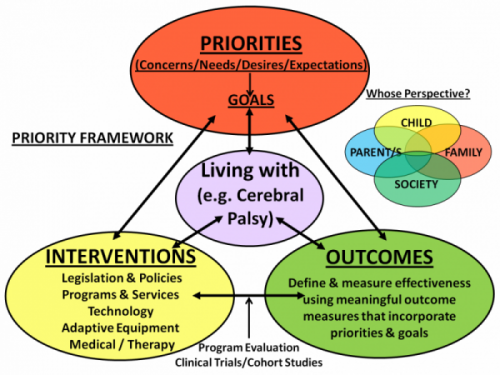 PRIORITIES
(Concerns/Needs/Desires/Expectations)
GOALS
Whose Perspective?
CHILD
PARENT/S
FAMILY
SOCIETY
PRIORITY FRAMEWORK
Living with
(e.g. Cerebral
Palsy)
INTERVENTIONS
Legislation & Policies
Programs & Services
Technology
Adaptive Equipment
Medical / Therapy
OUTCOMES
Define & measure effectiveness
using meaningful outcome
measures that incorporate
priorities & goals
Program Evaluation
Clinical Trials/Cohort Studies